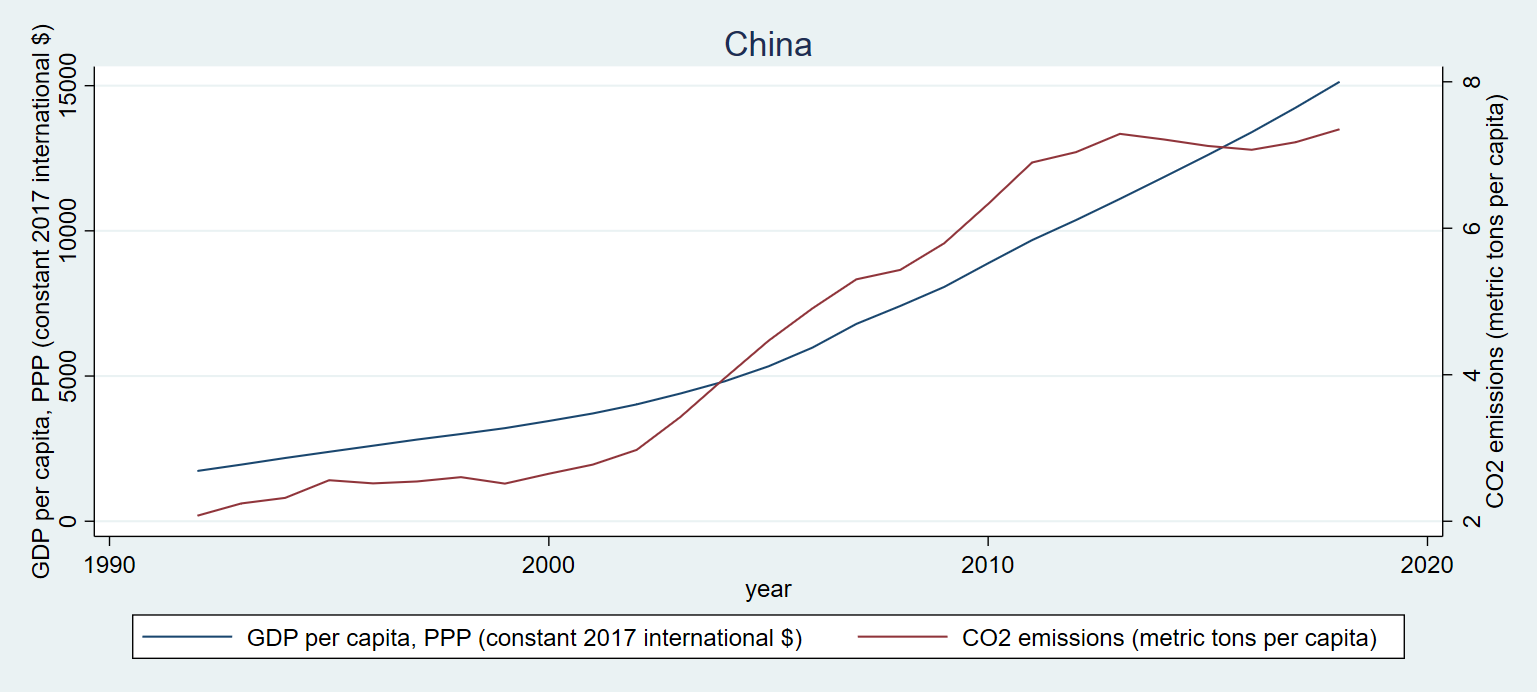 China
GDP per capita, PPP (constant 2017 international $)
15000
10000
5000
0
8
6
4
2
CO2 emissions (metric tons per capita)
1990 2000 2010 2020
year
GDP per capita, PPP (constant 2017 international $) CO2 emissions (metric tons per capita)